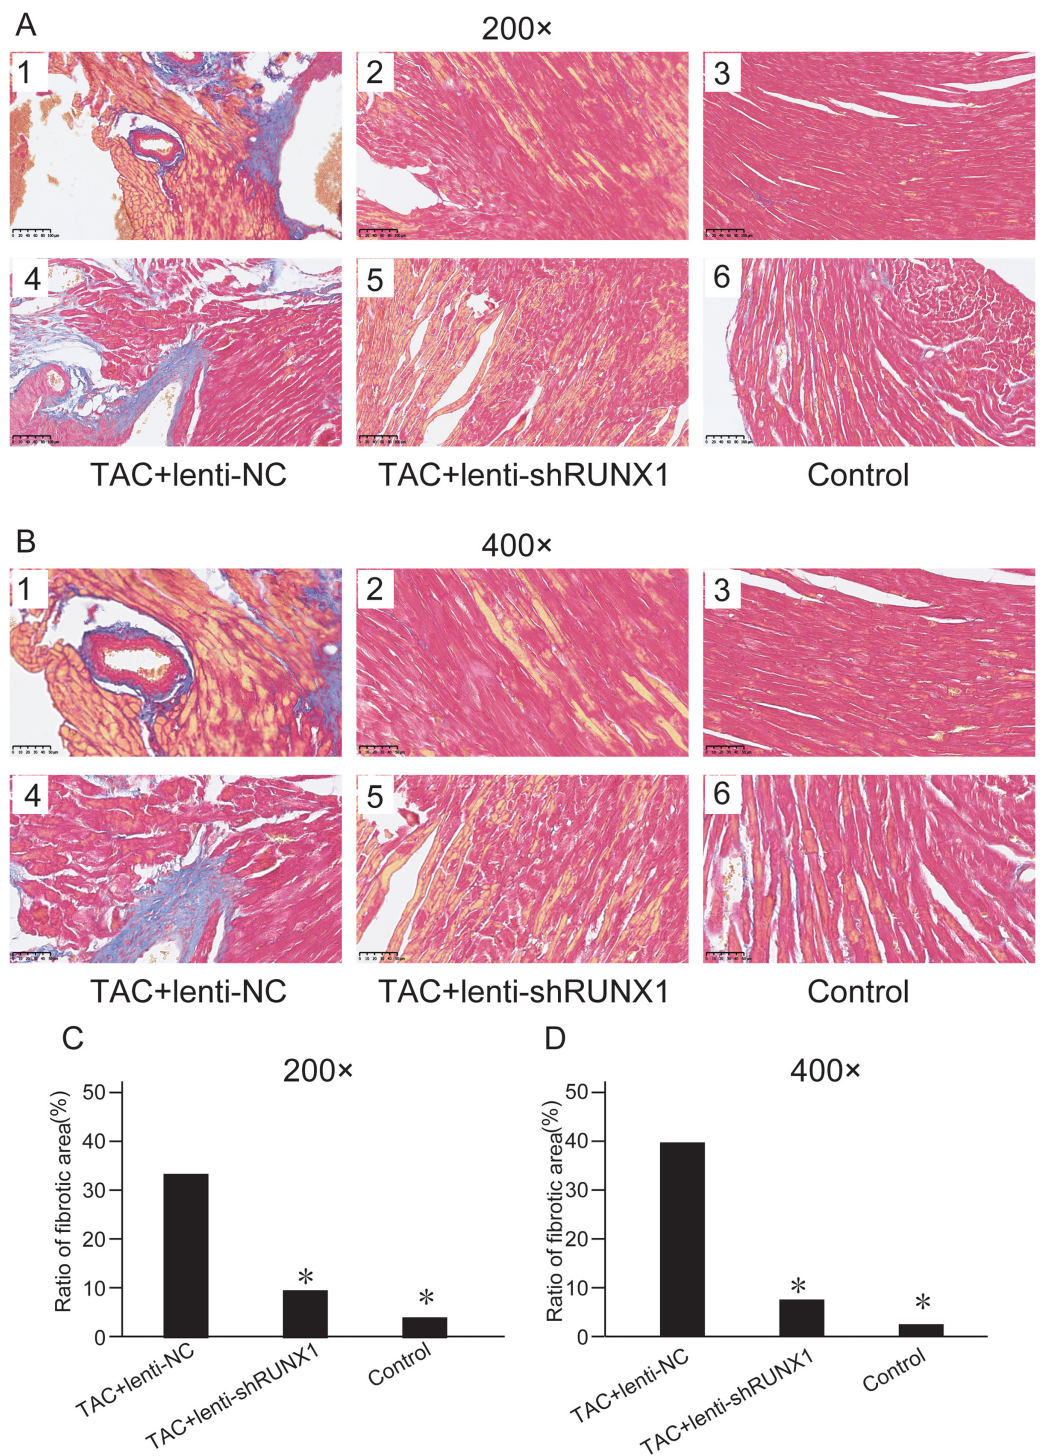 A
200×
1
2
3
4
5
6
TAC+lenti-NC
TAC+lenti-shRUNX1
Control
B
400×
1
2
3
4
5
6
TAC+lenti-NC
TAC+lenti-shRUNX1
Control
C
200×
Ratio of fibrotic area(%)
50
40
30
20
10
0
*
*
TAC+lenti-NC
TAC+lenti-shRUNX1
Control
D
400×
Ratio of fibrotic area(%)
50
40
30
20
10
0
*
*
TAC+lenti-NC
TAC+lenti-shRUNX1
Control